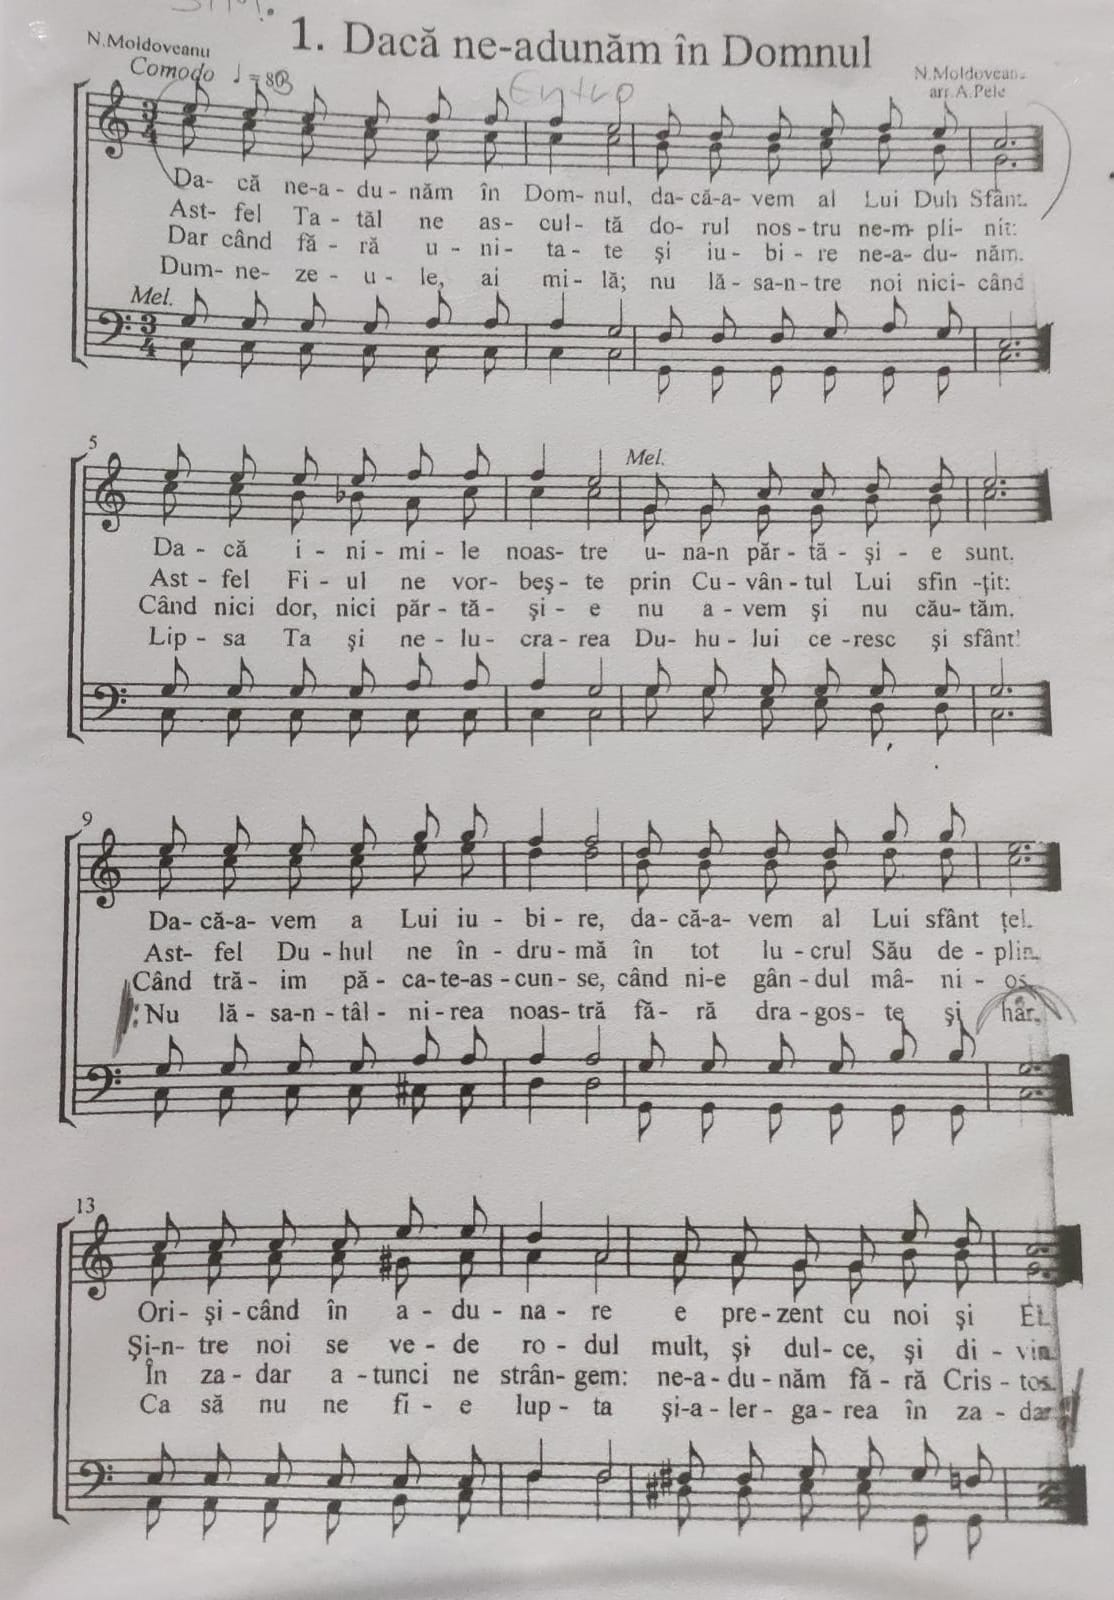 1. Dacă ne-adunăm în Domnul
N.Moldoveanu
Comodo ♩ = 80
N.Moldoveanu
arr.A.Pele
Da- că ne-a - du - năm în Dom - nul, da-că-a- vem al Lui Duh Sfânt.
Ast- fel Ta - tăl ne as- cul - tă do- rul nos - tru ne-m- pli- nit:
Dar când fă - ră u - ni- ta - te şi iu- bi - re ne-a- du- năm.
Dum- ne- ze - u - le, ai mi - lă; nu lă - sa-n - tre noi nici- când
Mel.
3/4
3/4
5
Mel.
Da - că i - ni - mi - le noas- tre u- na-n păr - tă - şi - e sunt.
Ast - fel Fi - ul ne vor- beş - te prin Cu - vân - tul Lui sfin -ţit:
Când nici dor, nici păr - tă- şi - e nu a - vem şi nu cău - tăm,
Lip - sa Ta şi ne - lu - cra - rea Du- hu - lui ce -resc şi sfânt!
9
Da- că-a- vem a Lui iu - bi - re, da- că-a- vem al Lui sfânt ţel.
Ast- fel Du - hul ne în - dru - mă în tot lu - crul Său de - plin.
Când tră - im pă - ca- te-as - cun - se, când ni-e gân - dul mâ- ni - os
Nu lă - sa-n - tâl - ni - rea noas- tră fă - ră dra - gos - te şi har,
13
Ori- şi - când în a - du - na - re e pre - zent cu noi şi El.
Şi-n- tre noi se ve - de ro - dul mult, şi dul- ce, şi di - vin.
În za - dar a - tunci ne strân - gem: ne-a - du - năm fă - ră Cris - tos.
Ca să nu ne fi - e lup - ta şi-a - ler - ga - rea în za - dar